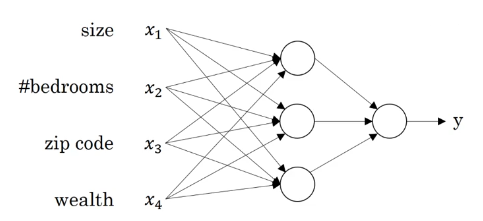 size x₁
#bedrooms x₂
zip code x₃
wealth x₄
y